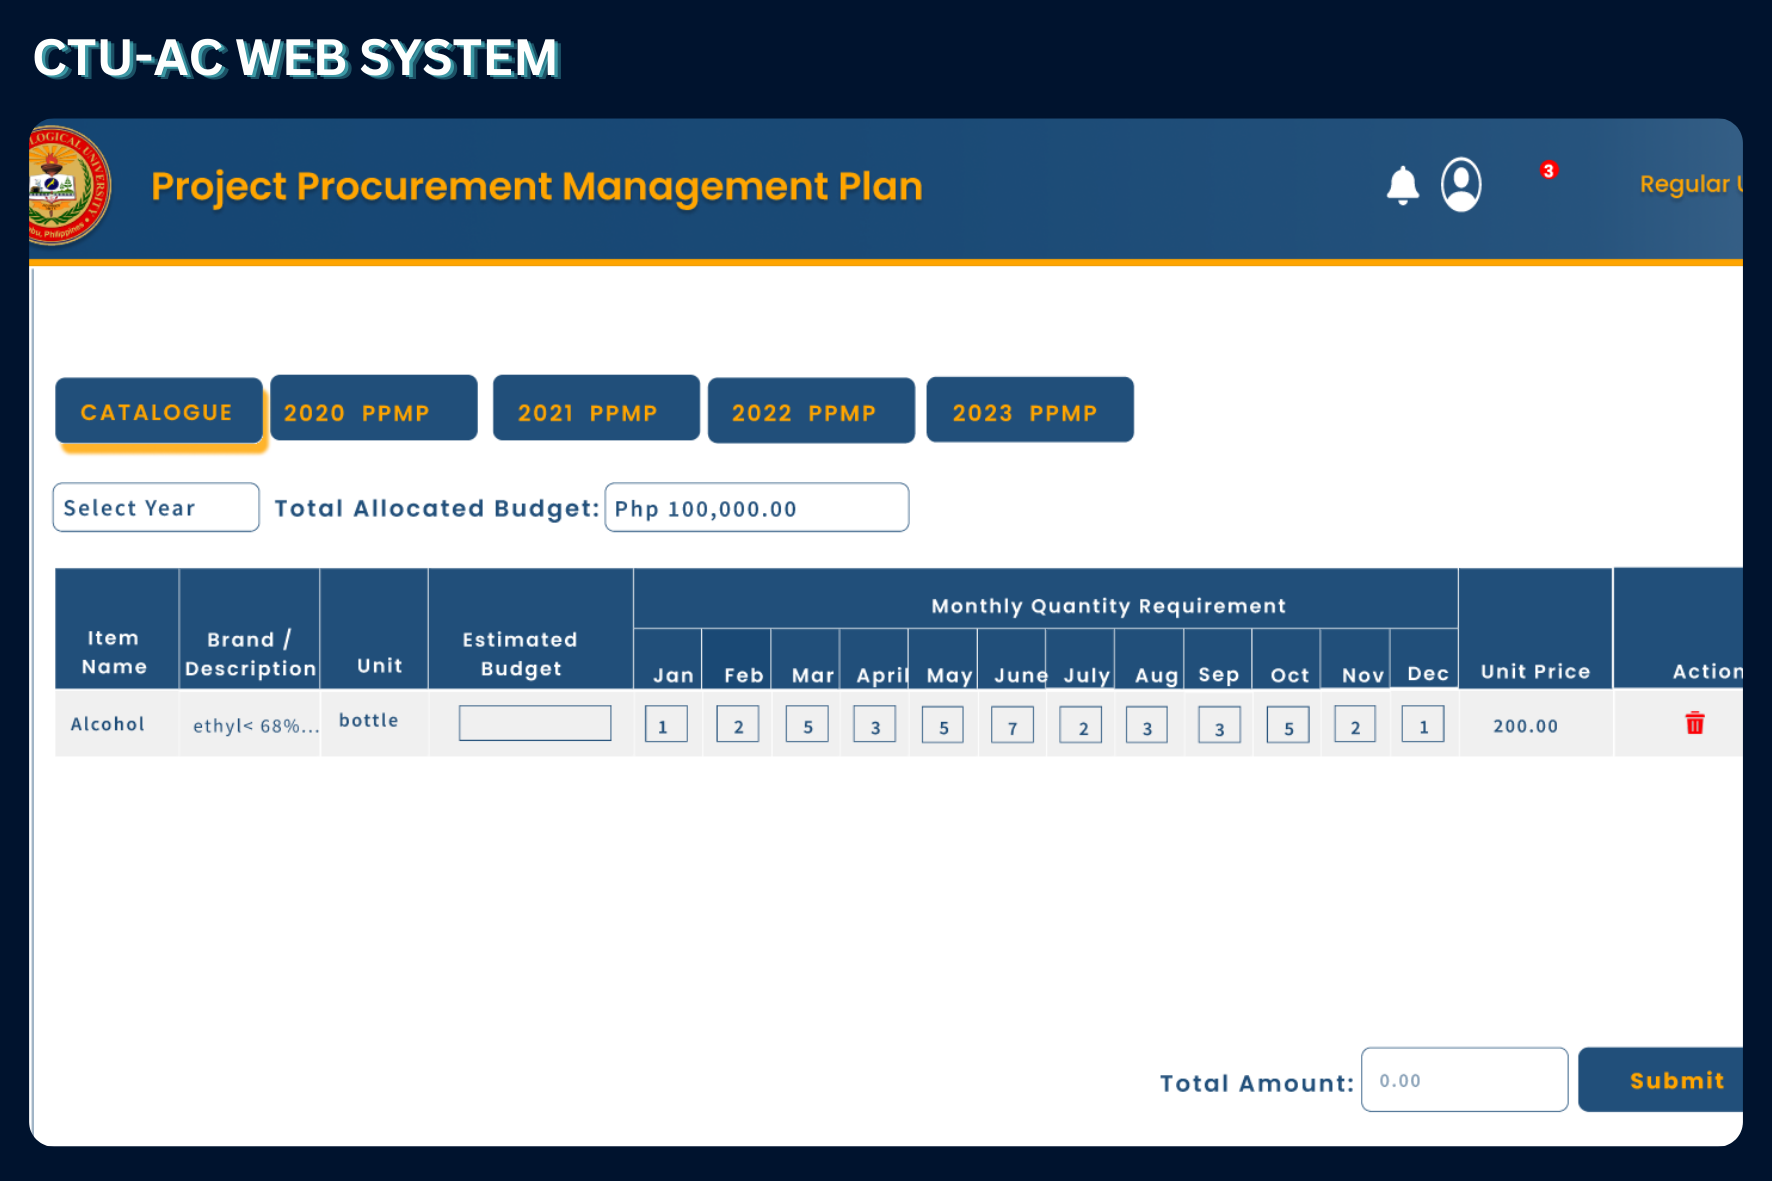 CTU-AC WEB SYSTEM
LOGICAL UNIVERSITY
bu, Philippines
Project Procurement Management Plan
3
Regular
CATALOGUE
2020 PPMP
2021 PPMP
2022 PPMP
2023 PPMP
Select Year
Total Allocated Budget:
Php 100,000.00
Item Name
Brand / Description
Unit
Estimated Budget
Monthly Quantity Requirement
Jan Feb Mar April May June July Aug Sep Oct Nov Dec
Unit Price
Action
Alcohol ethyl< 68%... bottle 1 2 5 3 5 7 2 3 3 5 2 1 200.00
Total Amount:
0.00
Submit